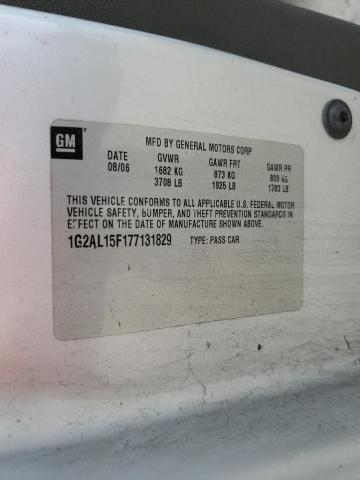 GM
MFD BY GENERAL MOTORS CORP
DATE GVWR GAWR FRT GAWR RR
08/06 1682 KG 873 KG 809 KG
3708 LB 1925 LB 1783 LB
THIS VEHICLE CONFORMS TO ALL APPLICABLE U.S. FEDERAL MOTOR
VEHICLE SAFETY, BUMPER, AND THEFT PREVENTION STANDARDS IN
EFFECT ON THE DATE OF MANUFACTURE SHOWN ABOVE.
1G2AL15F177131829 TYPE: PASS CAR